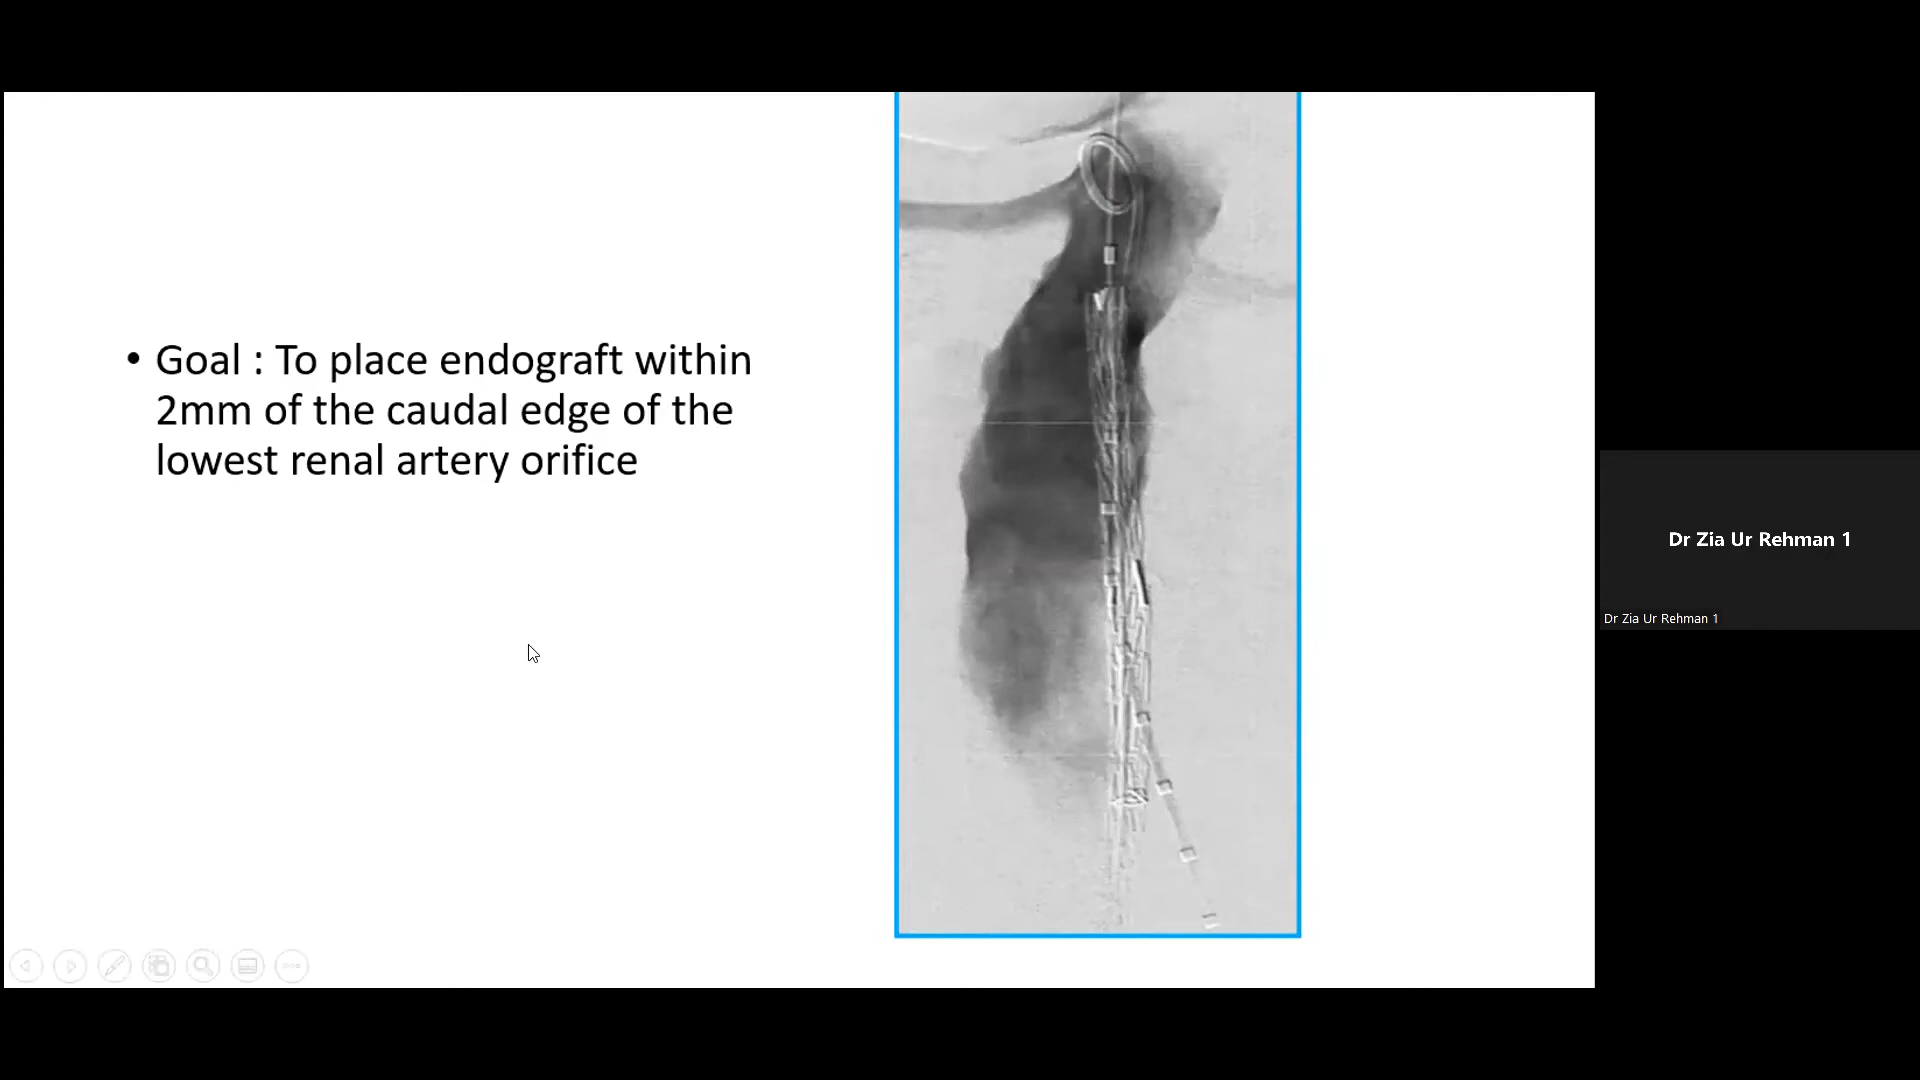 • Goal : To place endograft within
2mm of the caudal edge of the
lowest renal artery orifice
Dr Zia Ur Rehman 1
Dr Zia Ur Rehman 1